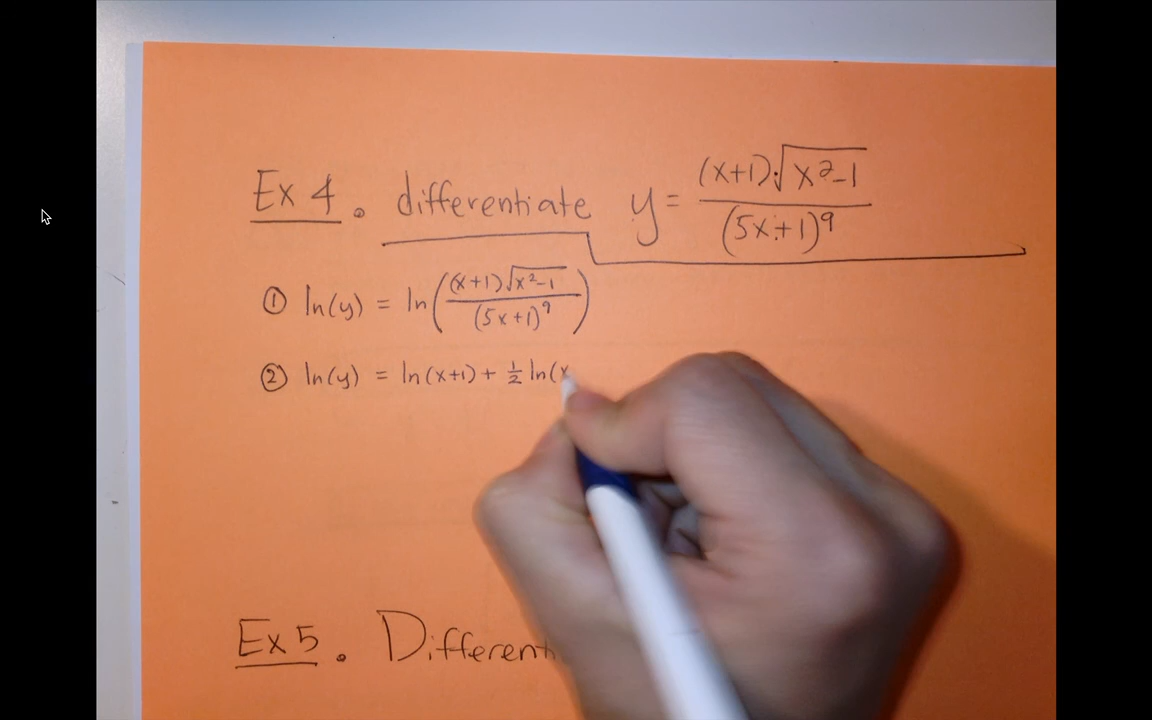 Ex 4. differentiate y = (x+1)·√(x²-1) / (5x+1)⁹
① ln(y) = ln((x+1)√(x²-1) / (5x+1)⁹)
② ln(y) = ln(x+1) + ½ ln(x
Ex 5. Different